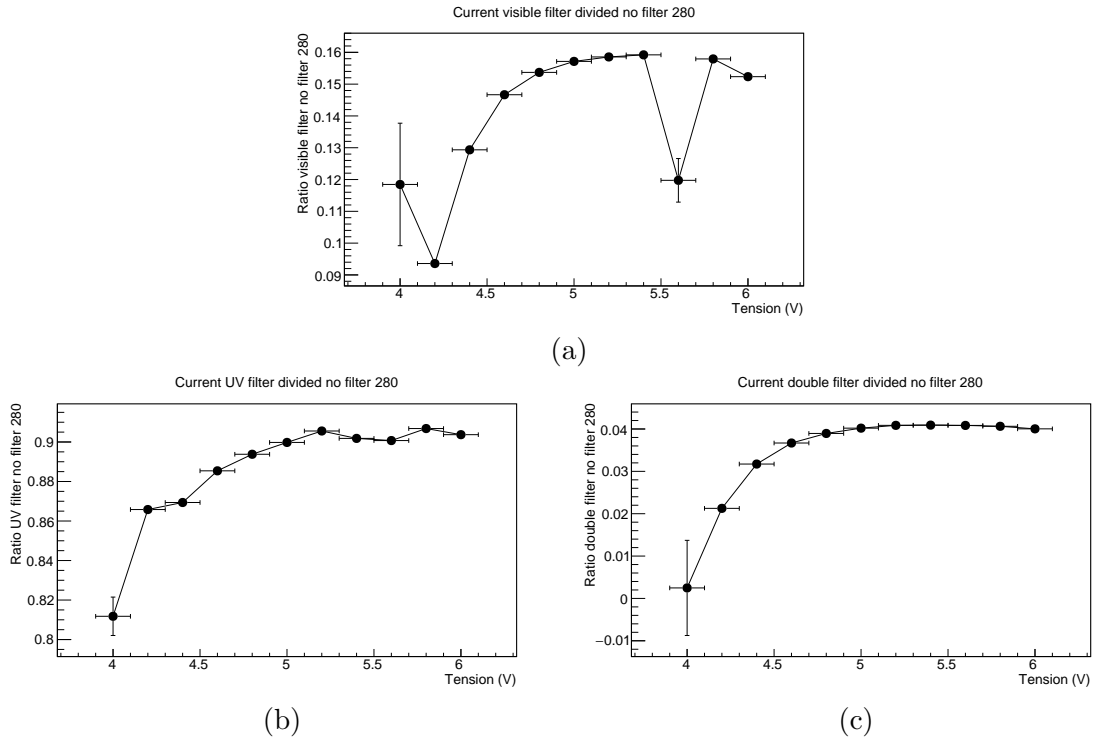 Current visible filter divided no filter 280
Ratio visible filter no filter 280
0.16
0.15
0.14
0.13
0.12
0.11
0.1
0.09
4
4.5
5
5.5
6
Tension (V)
(a)
Current UV filter divided no filter 280
Ratio UV filter no filter 280
0.9
0.88
0.86
0.84
0.82
0.8
4
4.5
5
5.5
6
Tension (V)
(b)
Current double filter divided no filter 280
Ratio double filter no filter 280
0.04
0.03
0.02
0.01
0
−0.01
4
4.5
5
5.5
6
Tension (V)
(c)